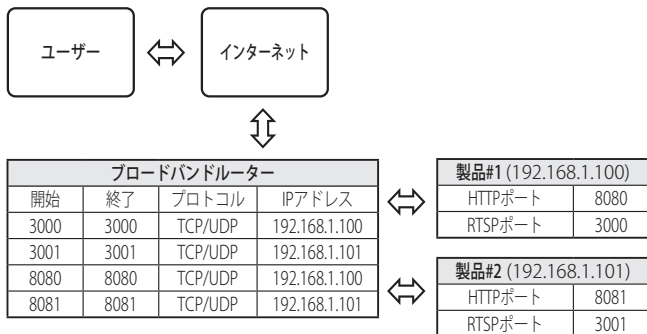 ユーザー
インターネット
ブロードバンドルーター
開始 終了 プロトコル IPアドレス
3000 3000 TCP/UDP 192.168.1.100
3001 3001 TCP/UDP 192.168.1.101
8080 8080 TCP/UDP 192.168.1.100
8081 8081 TCP/UDP 192.168.1.101
製品#1 (192.168.1.100)
HTTPポート 8080
RTSPポート 3000
製品#2 (192.168.1.101)
HTTPポート 8081
RTSPポート 3001